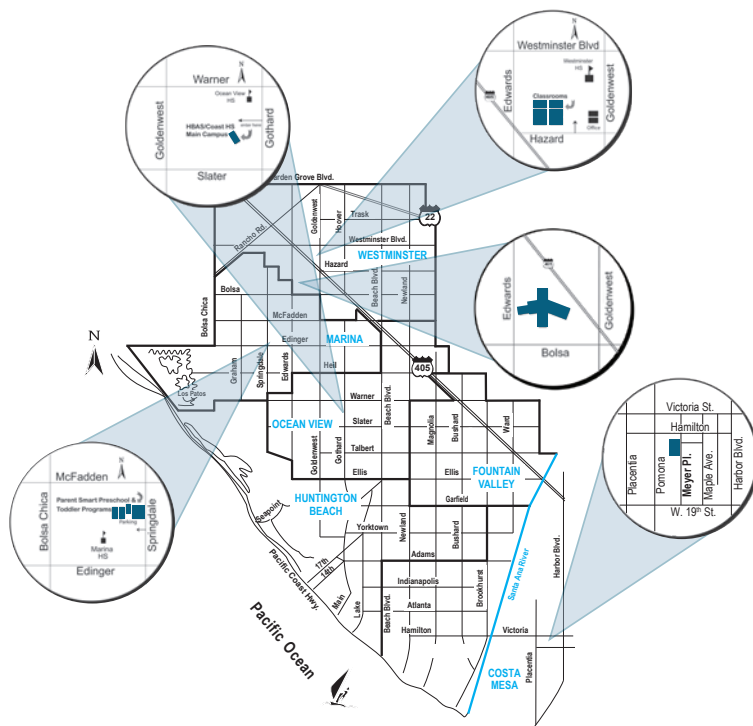 N
Warner
Ocean View
HS
Goldenwest
Gothard
HBAS/Coast HS
Main Campus
enter here
Slater
Westminster Blvd
N
Westminster
HS
Edwards
Goldenwest
405
Classrooms
Office
Hazard
Edwards
405
Goldenwest
Bolsa
Victoria St.
Hamilton
Placentia
Pomona
Meyer Pl.
Maple Ave.
Harbor Blvd.
W. 19th St.
N
McFadden
Parent Smart Preschool &
Toddler Programs
Parking
Bolsa Chica
Springdale
Marina
HS
Edinger
N
arden Grove Blvd.
Goldenwest
Hoover
Trask
22
Rancho Rd.
Westminster Blvd.
WESTMINSTER
Hazard
Beach Blvd.
Newland
Bolsa
Bolsa Chica
McFadden
Edinger
MARINA
Graham
Springdale
Edwards
Heil
405
Los Patos
Warner
Beach Blvd.
Slater
OCEAN VIEW
Goldenwest
Gothard
Talbert
Magnolia
Bushard
Ward
Ellis
Ellis
FOUNTAIN
VALLEY
HUNTINGTON
BEACH
Garfield
Seapoint
Yorktown
Newland
Bushard
Adams
17th
14th
Pacific Coast Hwy.
Main
Lake
Beach Blvd.
Indianapolis
Atlanta
Hamilton
Brookhurst
Santa Ana River
Harbor Blvd.
Victoria
Placentia
COSTA
MESA
Pacific Ocean